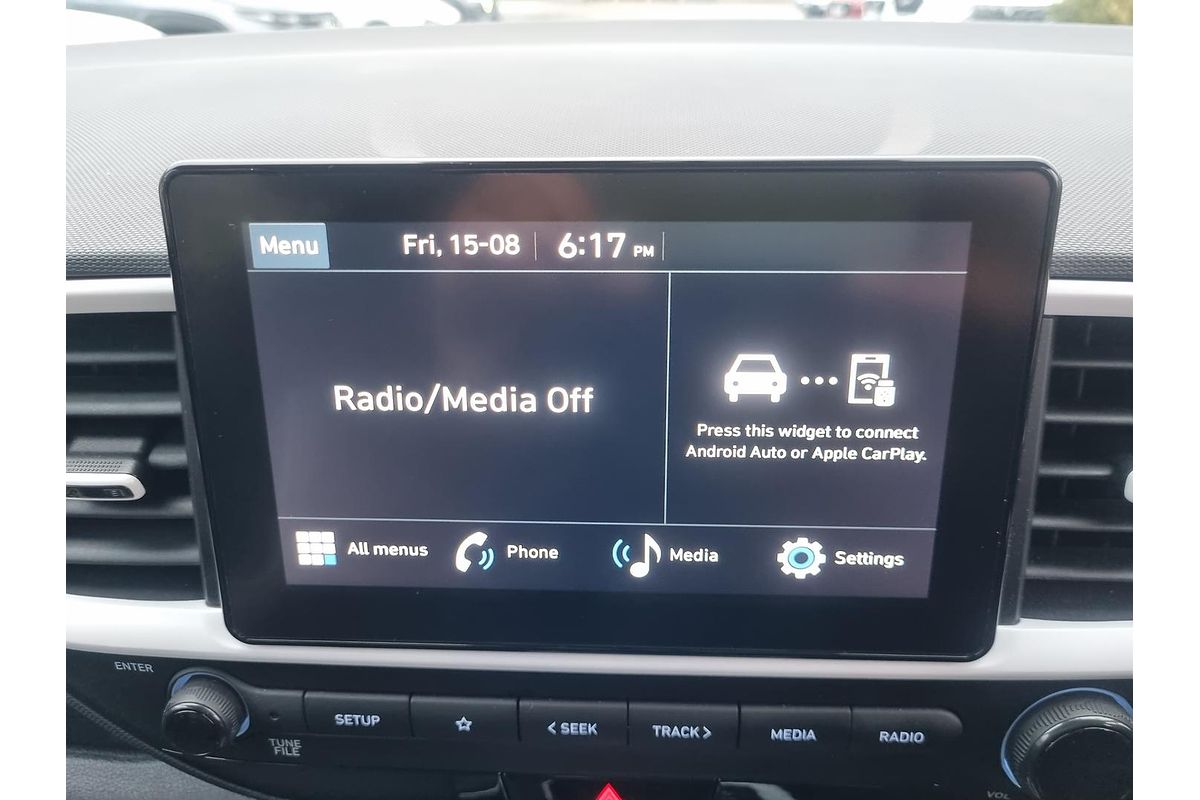 Menu
Fri, 15-08
6:17 PM
Radio/Media Off
Press this widget to connect
Android Auto or Apple CarPlay.
All menus
Phone
Media
Settings
ENTER
TUNE
FILE
SETUP
< SEEK
TRACK >
MEDIA
RADIO
VOL